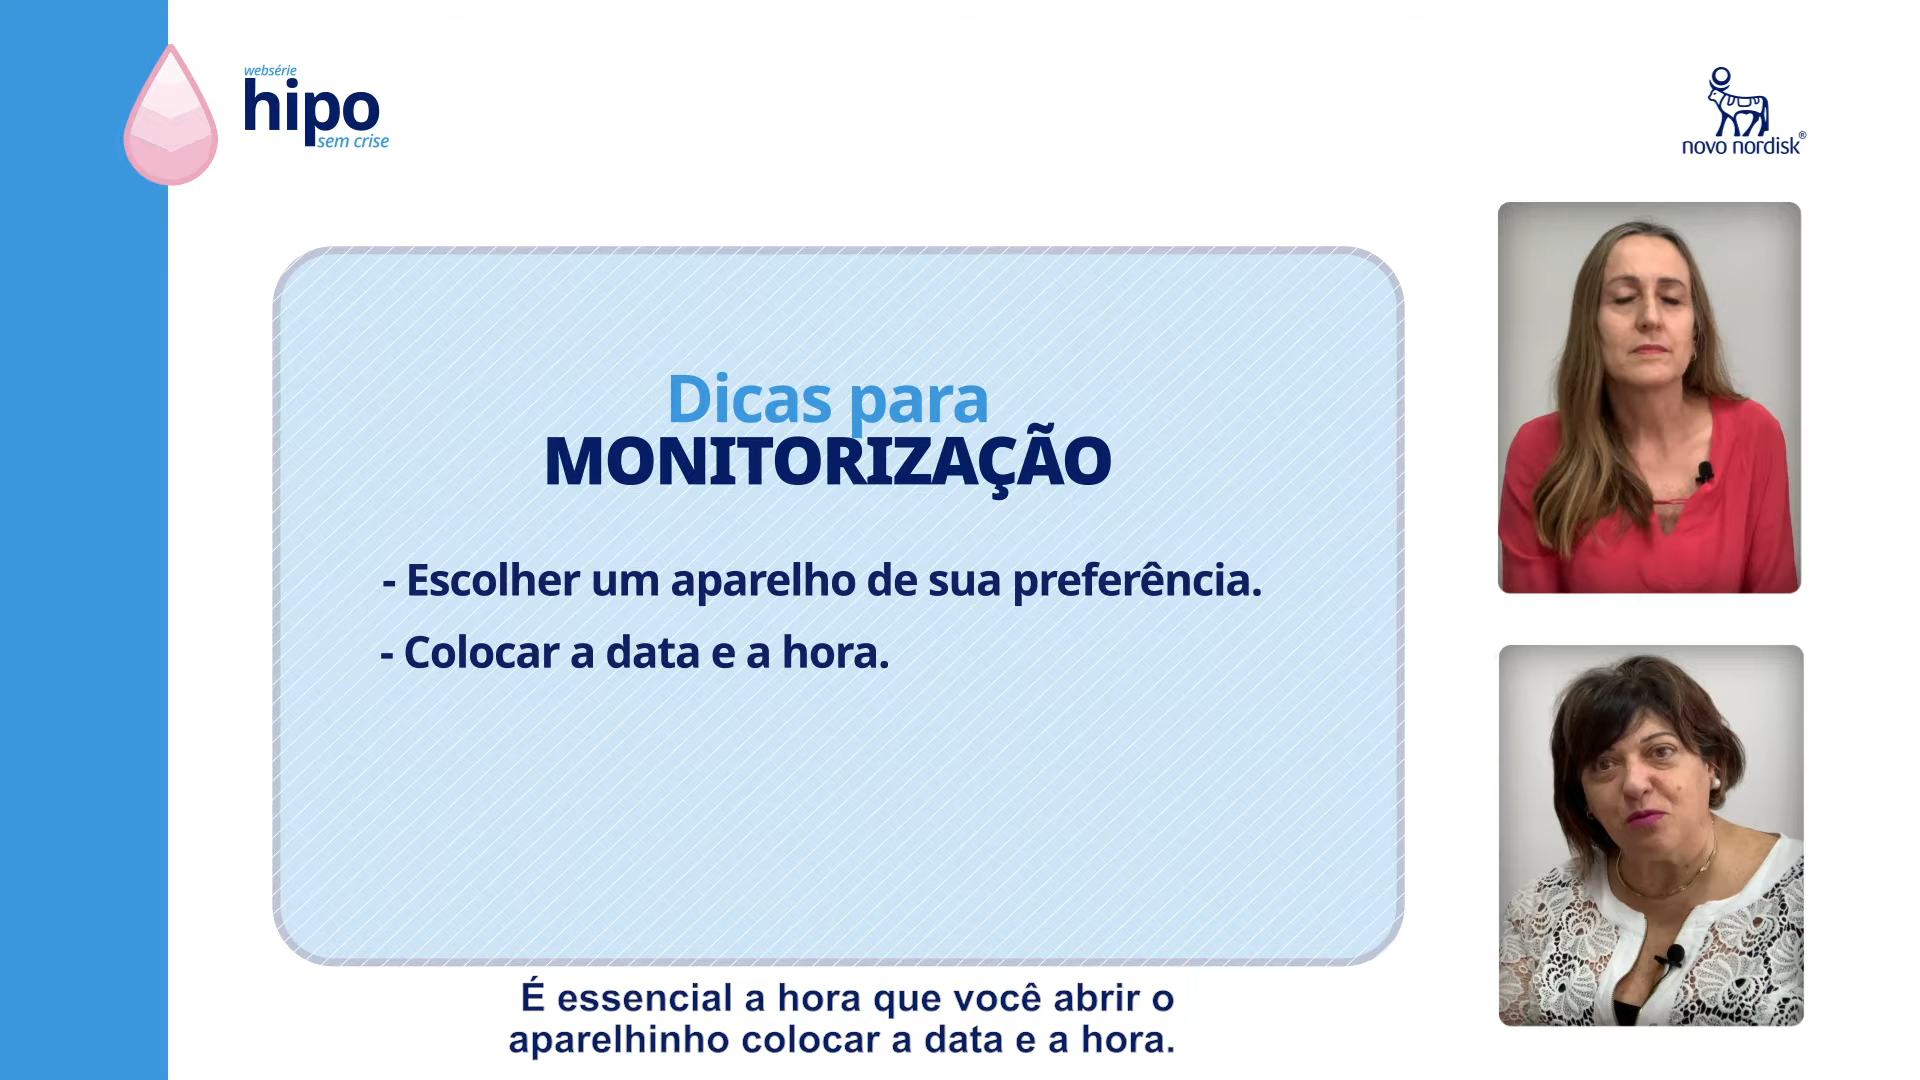 websérie
hipo
sem crise
novo nordisk®
Dicas para
MONITORIZAÇÃO
- Escolher um aparelho de sua preferência.
- Colocar a data e a hora.
É essencial a hora que você abrir o
aparelhinho colocar a data e a hora.